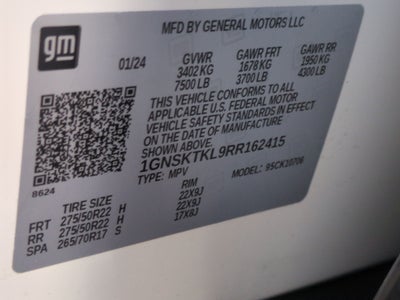 gm
MFD BY GENERAL MOTORS LLC
01/24 GVWR GAWR FRT GAWR RR
3402 KG 1678 KG 1950 KG
7500 LB 3700 LB 4300 LB
THIS VEHICLE CONFORMS TO ALL
APPLICABLE U.S. FEDERAL MOTOR
VEHICLE SAFETY STANDARDS IN EFFECT
ON THE DATE OF MANUFACTURE
SHOWN ABOVE.
1GNSKTKL9RR162415
TYPE: MPV MODEL: 95CK10706
8624
TIRE SIZE RIM
FRT 275/50R22 H 22X9J
RR 275/50R22 H 22X9J
SPA 265/70R17 S 17X8J